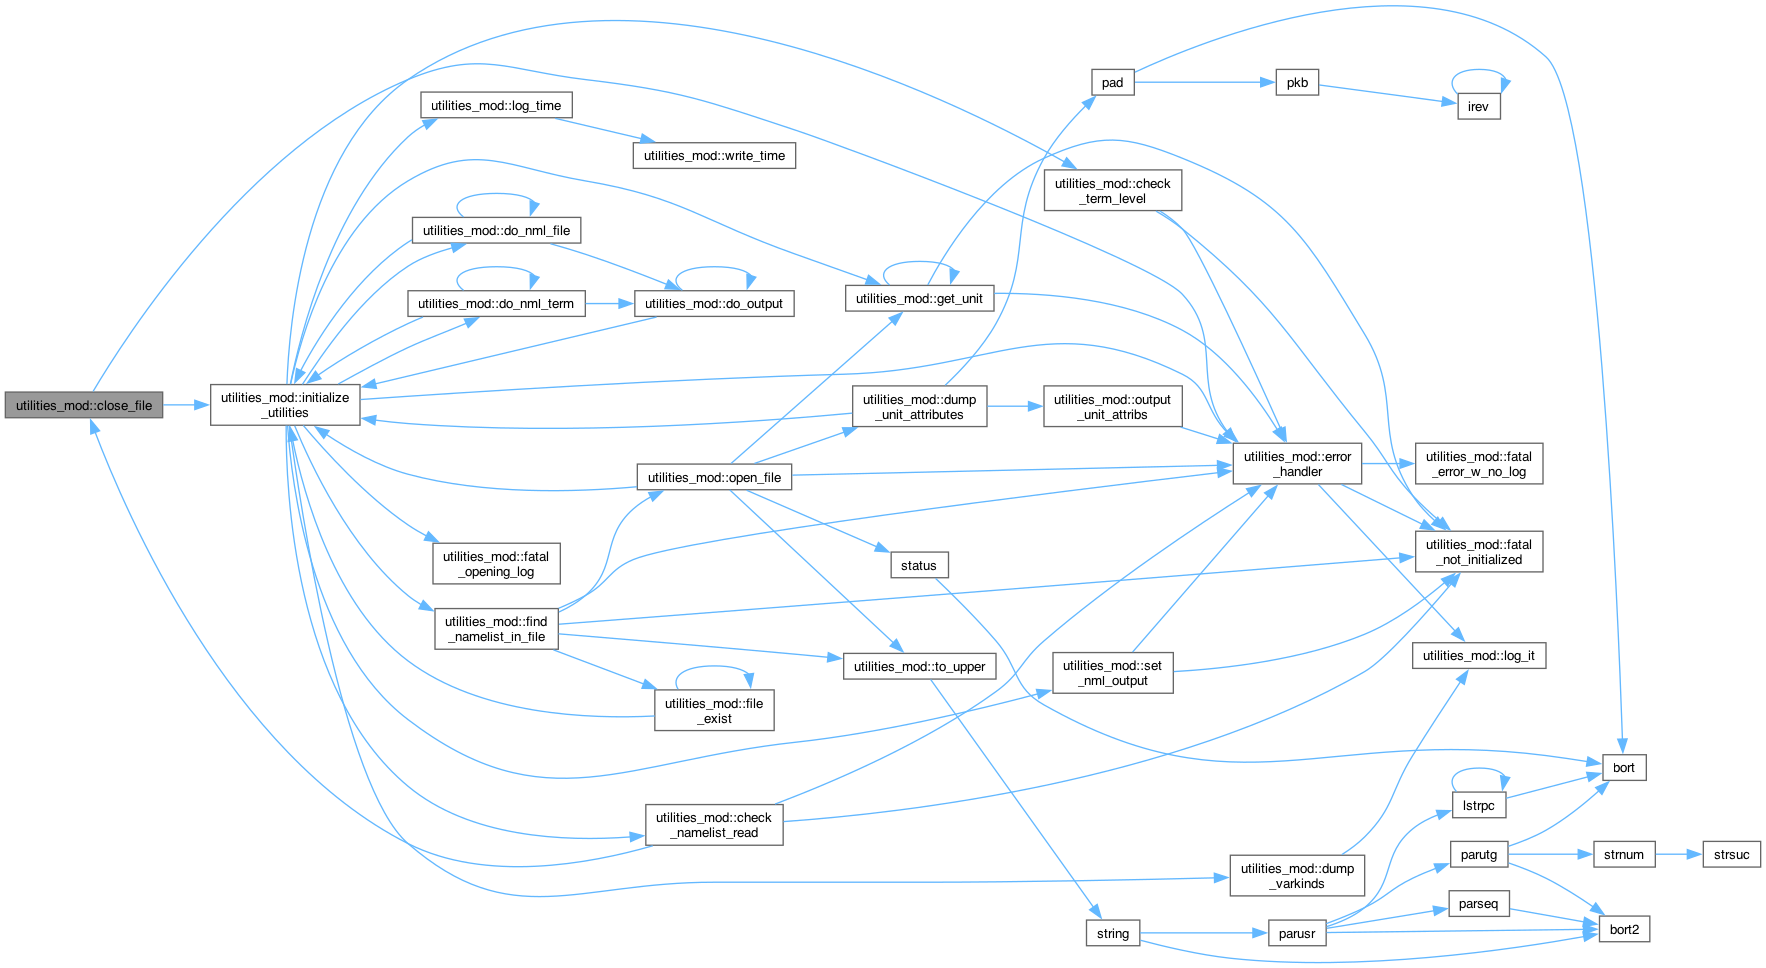 utilities_mod::close_file
utilities_mod::initialize
_utilities
utilities_mod::log_time
utilities_mod::write_time
utilities_mod::do_nml_file
utilities_mod::do_nml_term
utilities_mod::do_output
utilities_mod::get_unit
utilities_mod::dump
_unit_attributes
utilities_mod::open_file
utilities_mod::fatal
_opening_log
utilities_mod::find
_namelist_in_file
utilities_mod::file
_exist
utilities_mod::check
_namelist_read
status
utilities_mod::to_upper
pad
pkb
irev
utilities_mod::check
_term_level
utilities_mod::output
_unit_attribs
utilities_mod::error
_handler
utilities_mod::fatal
_error_w_no_log
utilities_mod::fatal
_not_initialized
utilities_mod::log_it
utilities_mod::set
_nml_output
utilities_mod::dump
_varkinds
string
parusr
bort
lstrpc
parutg
strnum
strsuc
parseq
bort2